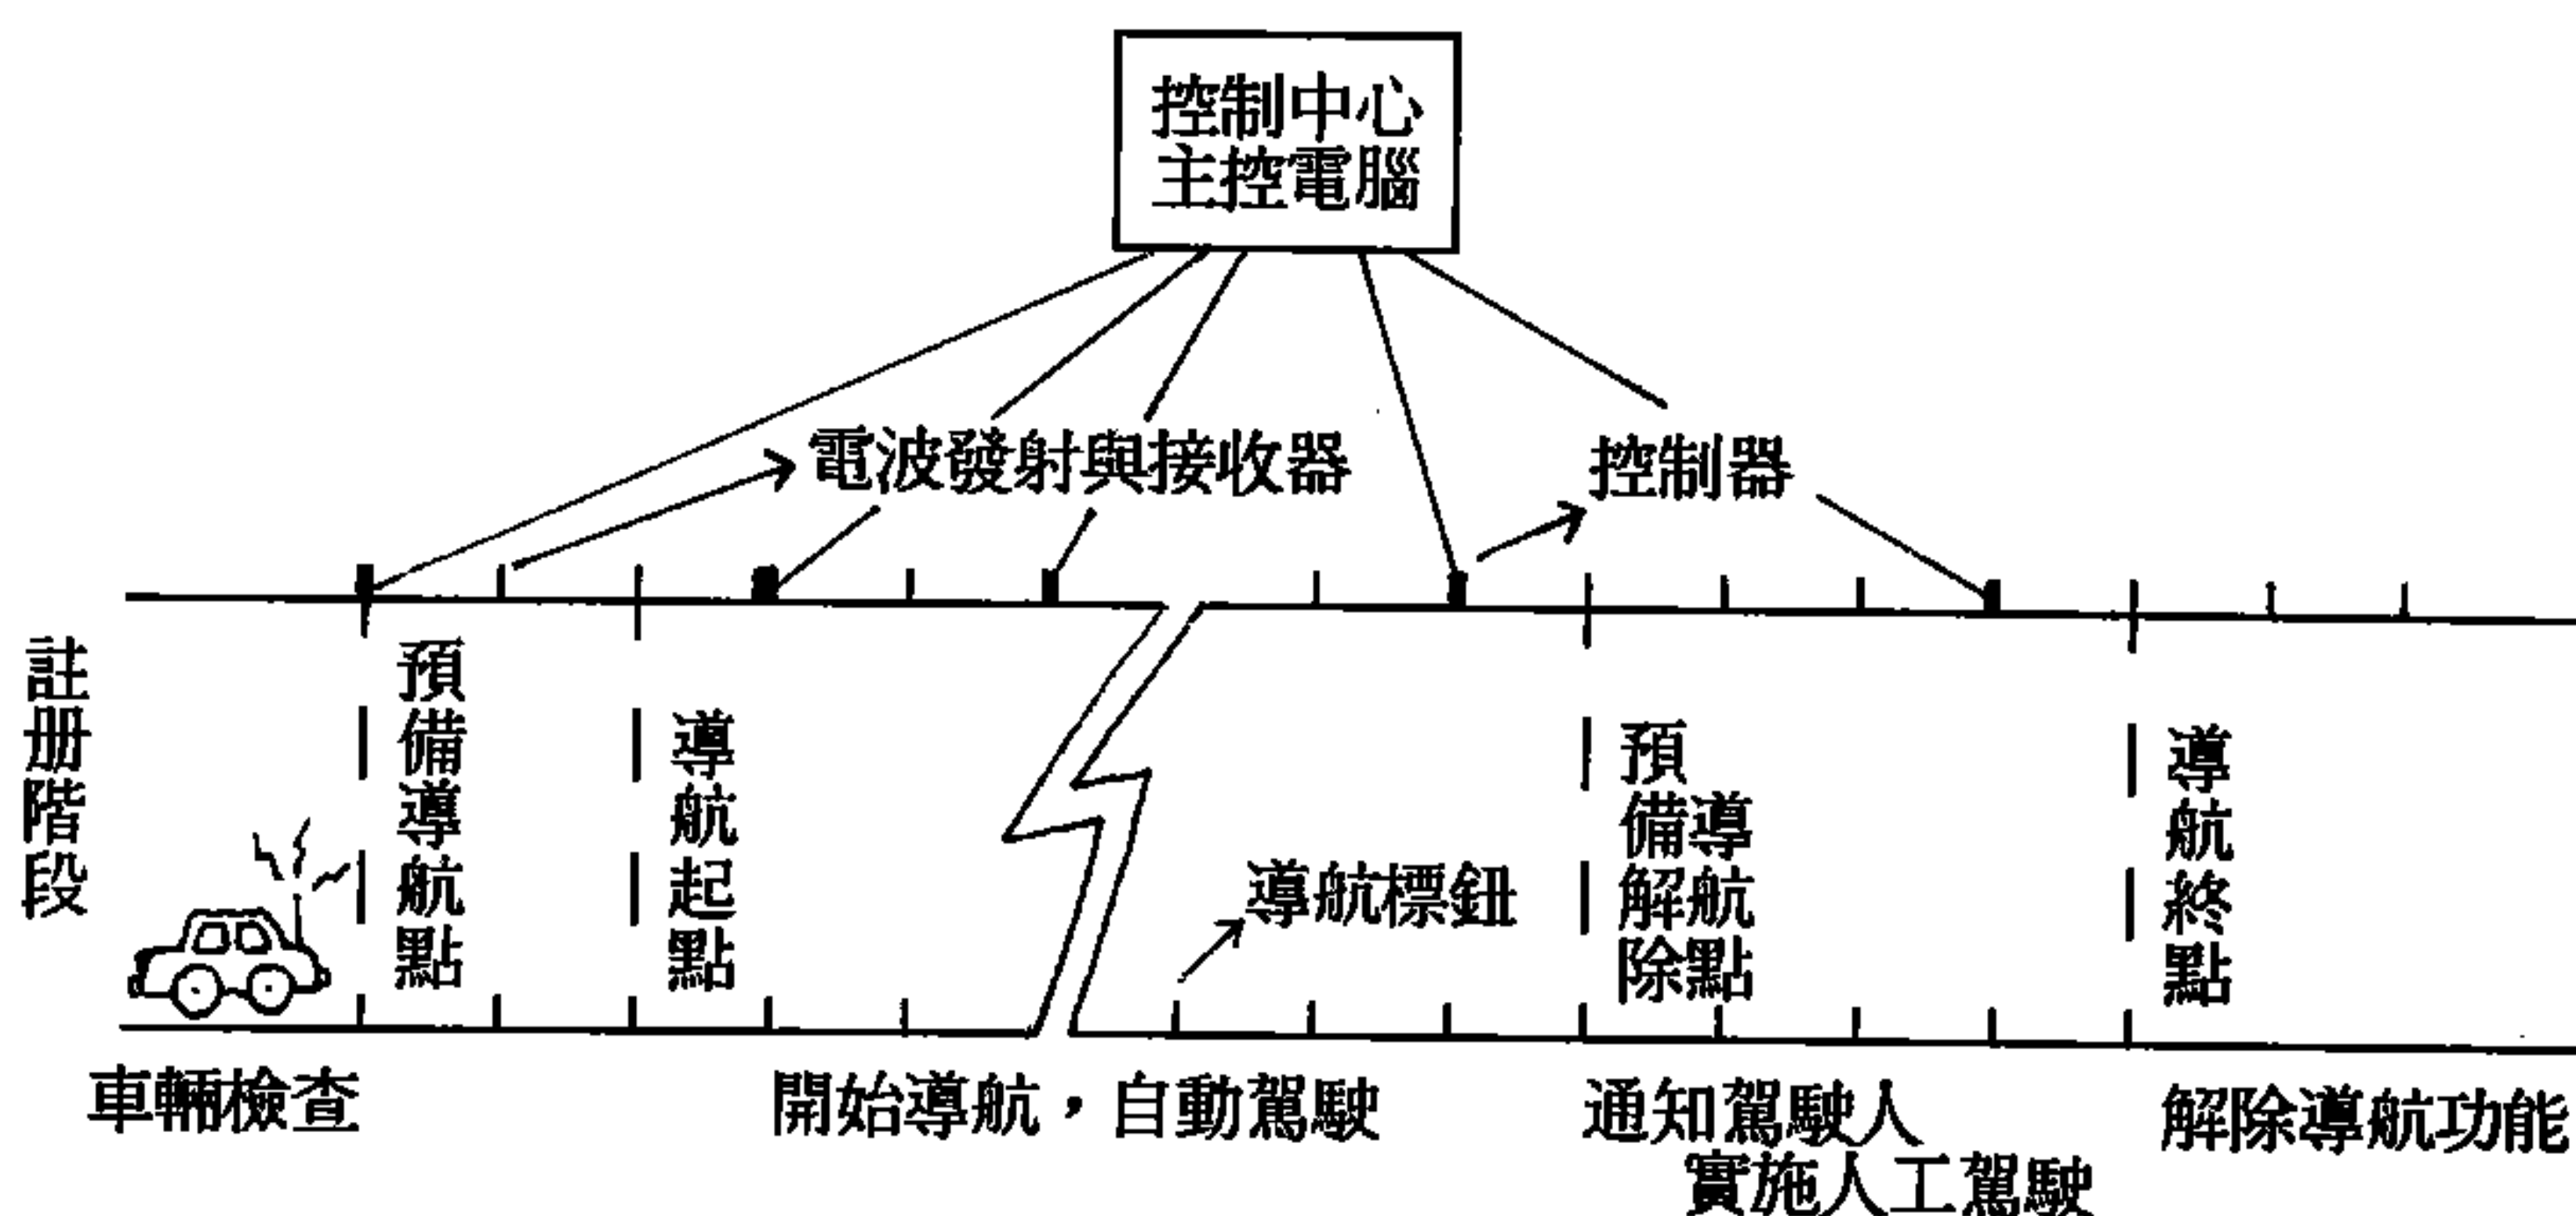 控制中心
主控電腦
電波發射與接收器
控制器
註册階段
預備導航點
導航起點
導航標鈕
預備解除
導航點
導航終點
車輛檢查
開始導航，自動駕駛
通知駕駛人
實施人工駕駛
解除導航功能